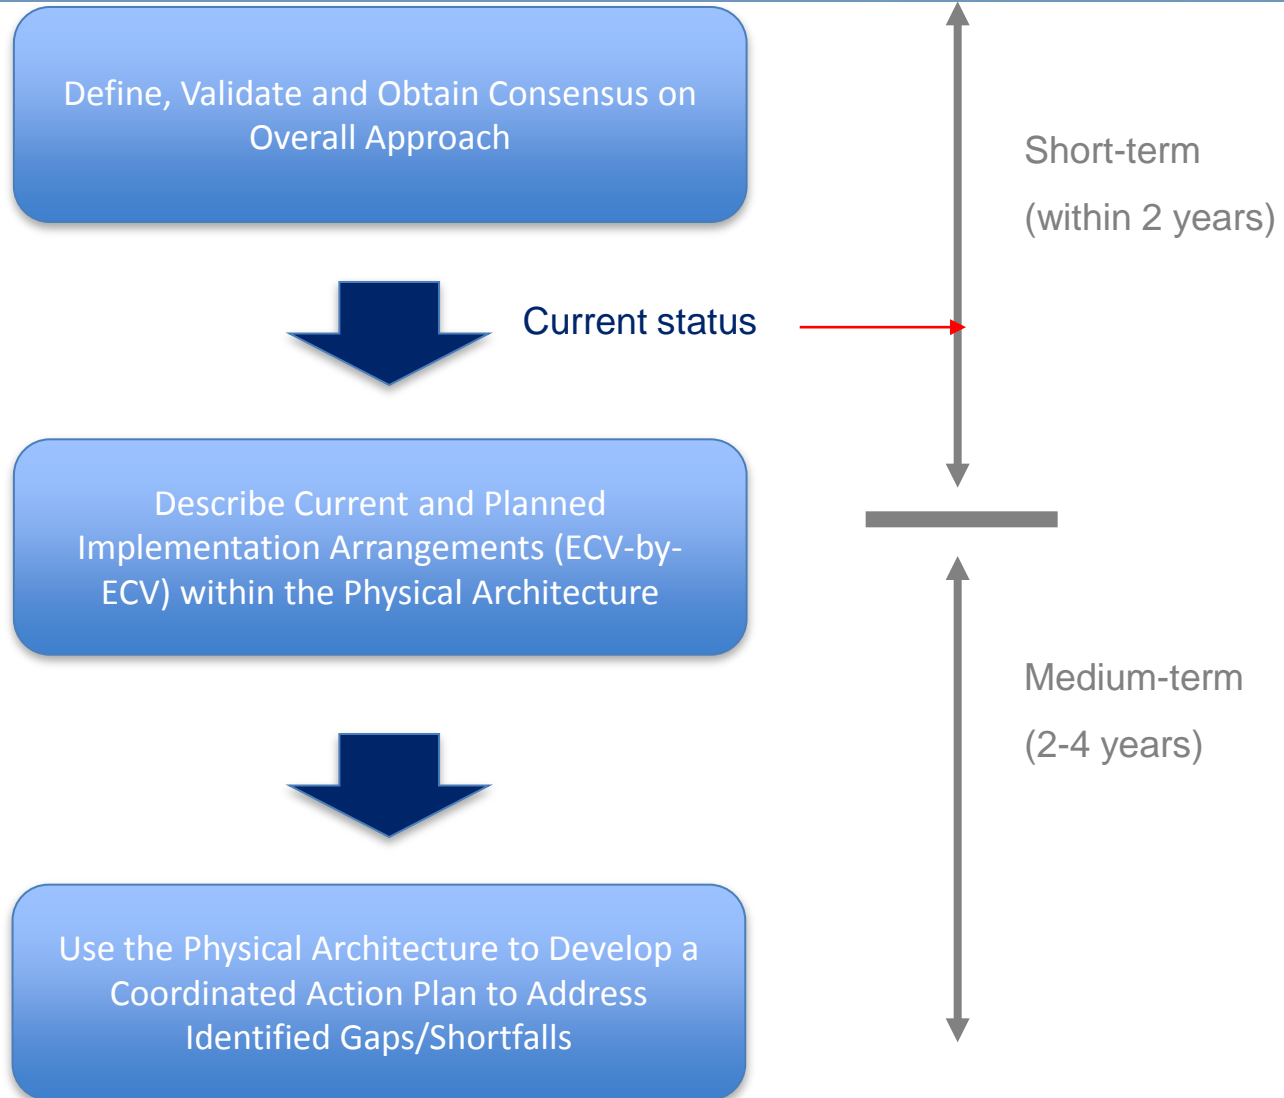 Define, Validate and Obtain Consensus on
Overall Approach
Short-term
(within 2 years)
Current status
Describe Current and Planned
Implementation Arrangements (ECV-by-
ECV) within the Physical Architecture
Medium-term
(2-4 years)
Use the Physical Architecture to Develop a
Coordinated Action Plan to Address
Identified Gaps/Shortfalls